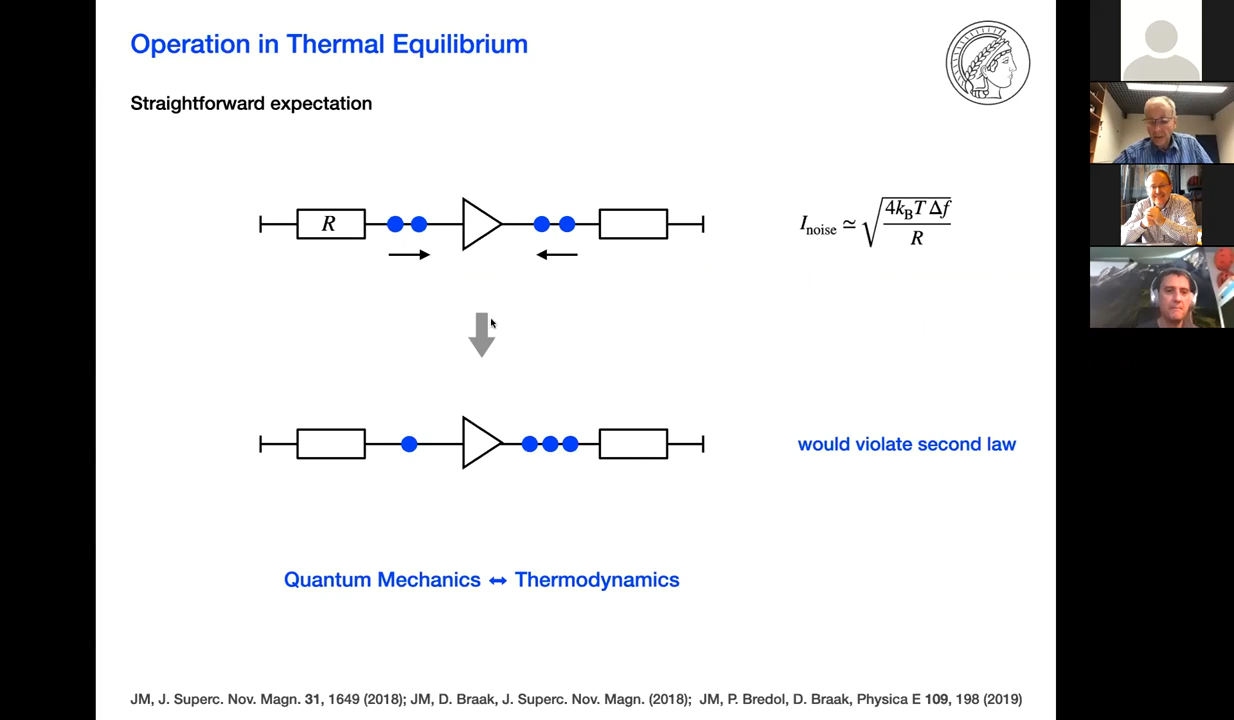 Operation in Thermal Equilibrium
Straightforward expectation
R
I_noise ≃ √(4k_B T Δf / R)
would violate second law
Quantum Mechanics ↔ Thermodynamics
JM, J. Superc. Nov. Magn. 31, 1649 (2018); JM, D. Braak, J. Superc. Nov. Magn. (2018); JM, P. Bredol, D. Braak, Physica E 109, 198 (2019)